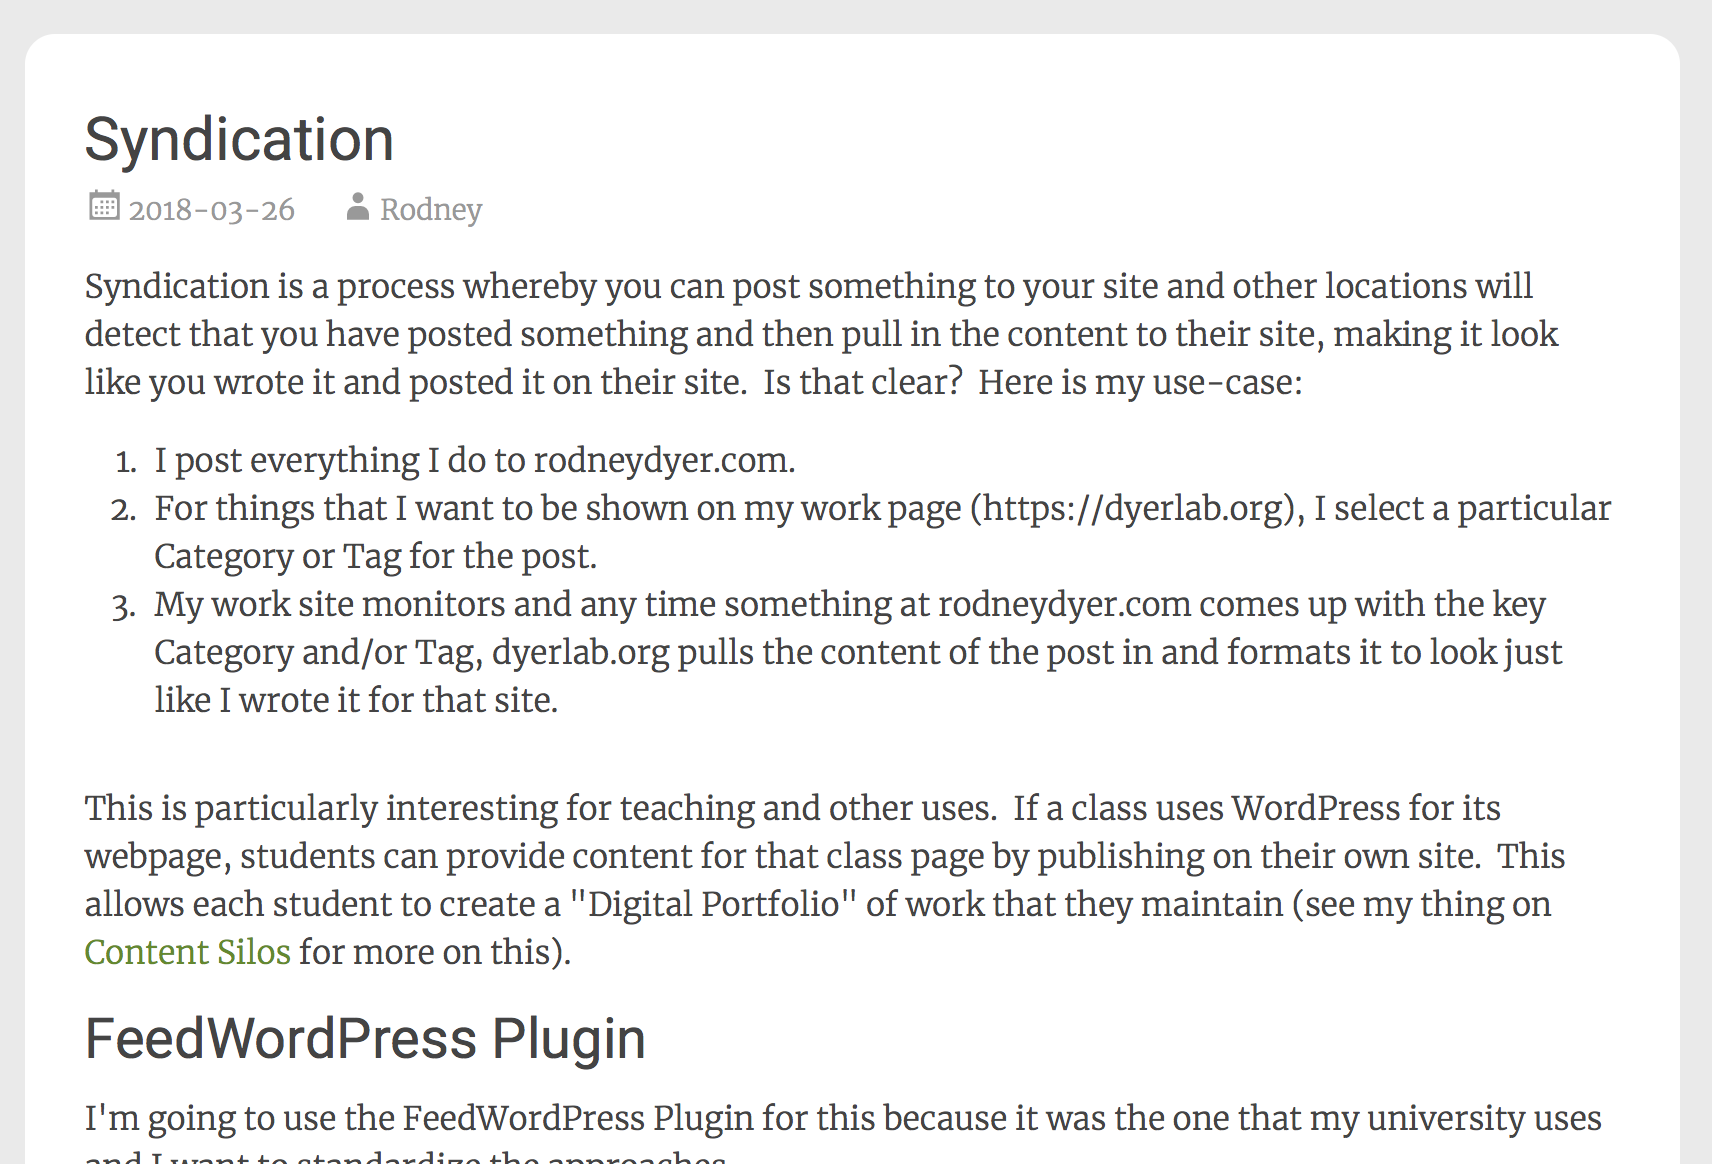 Syndication
2018-03-26 Rodney
Syndication is a process whereby you can post something to your site and other locations will
detect that you have posted something and then pull in the content to their site, making it look
like you wrote it and posted it on their site.  Is that clear?  Here is my use-case:
1. I post everything I do to rodneydyer.com.
2. For things that I want to be shown on my work page (https://dyerlab.org), I select a particular
Category or Tag for the post.
3. My work site monitors and any time something at rodneydyer.com comes up with the key
Category and/or Tag, dyerlab.org pulls the content of the post in and formats it to look just
like I wrote it for that site.
This is particularly interesting for teaching and other uses.  If a class uses WordPress for its
webpage, students can provide content for that class page by publishing on their own site.  This
allows each student to create a "Digital Portfolio" of work that they maintain (see my thing on
Content Silos for more on this).
FeedWordPress Plugin
I'm going to use the FeedWordPress Plugin for this because it was the one that my university uses
and I want to standardize the approaches.